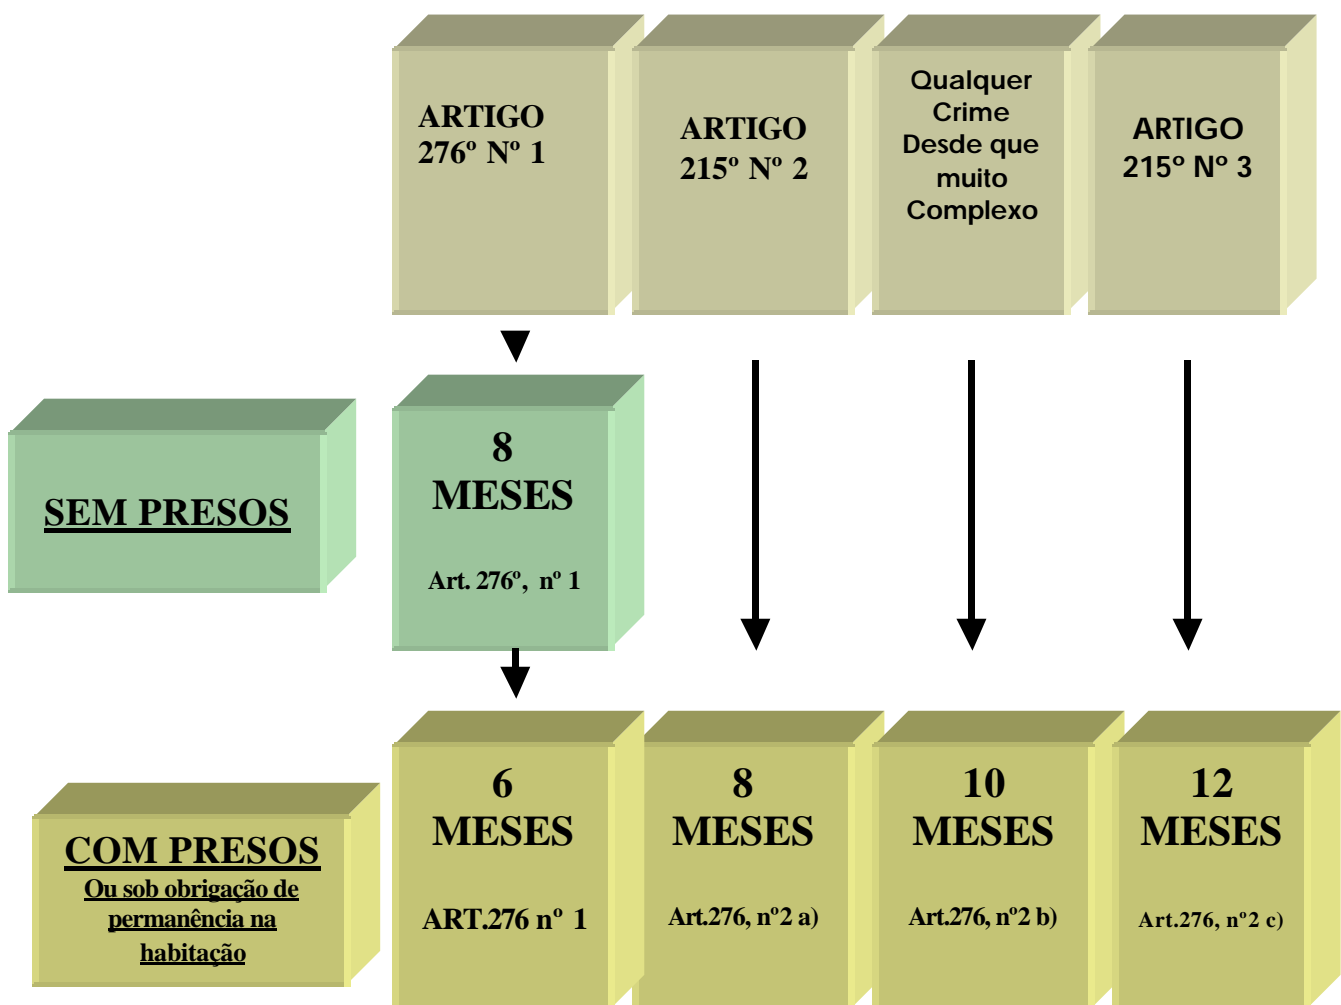 ARTIGO
276º Nº 1
ARTIGO
215º Nº 2
Qualquer
Crime
Desde que
muito
Complexo
ARTIGO
215º Nº 3
SEM PRESOS
8
MESES
Art. 276º, nº 1
COM PRESOS
Ou sob obrigação de
permanência na
habitação
6
MESES
ART.276 nº 1
8
MESES
Art.276, nº2 a)
10
MESES
Art.276, nº2 b)
12
MESES
Art.276, nº2 c)